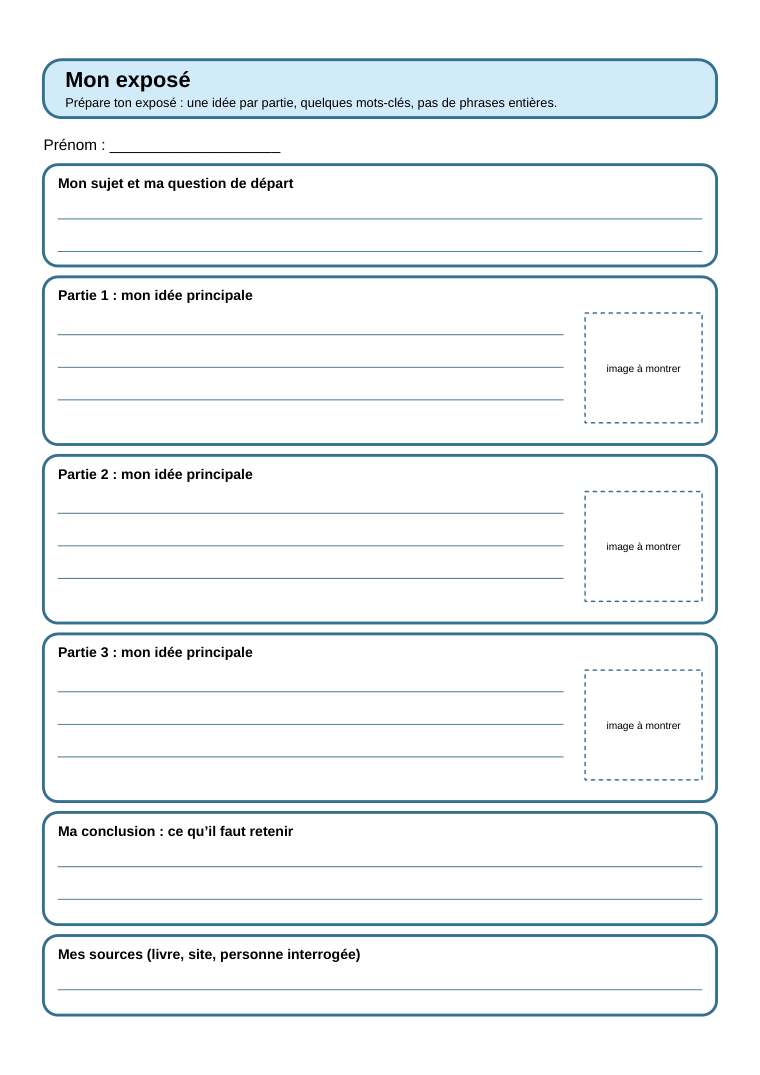 Mon exposé
Prépare ton exposé : une idée par partie, quelques mots-clés, pas de phrases entières.
Prénom : ____________________
Mon sujet et ma question de départ
Partie 1 : mon idée principale
image à montrer
Partie 2 : mon idée principale
image à montrer
Partie 3 : mon idée principale
image à montrer
Ma conclusion : ce qu’il faut retenir
Mes sources (livre, site, personne interrogée)